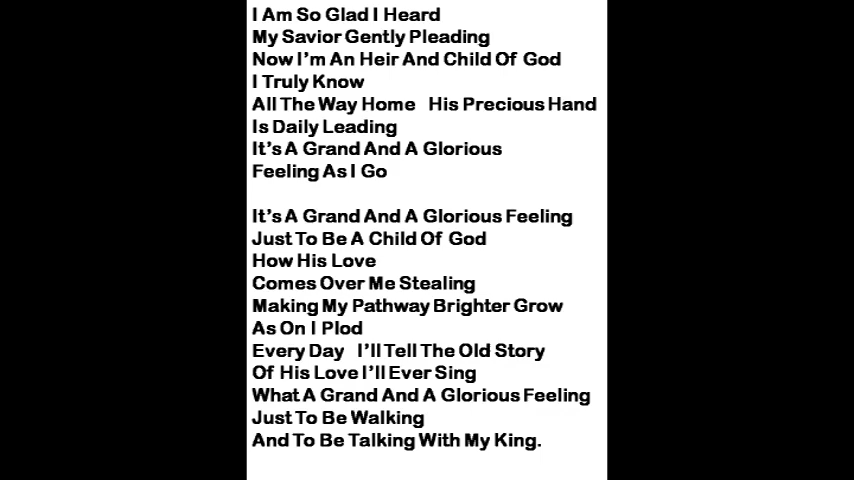 I Am So Glad I Heard
My Savior Gently Pleading
Now I'm An Heir And Child Of God
I Truly Know
All The Way Home   His Precious Hand
Is Daily Leading
It's A Grand And A Glorious
Feeling As I Go

It's A Grand And A Glorious Feeling
Just To Be A Child Of God
How His Love
Comes Over Me Stealing
Making My Pathway Brighter Grow
As On I Plod
Every Day   I'll Tell The Old Story
Of His Love I'll Ever Sing
What A Grand And A Glorious Feeling
Just To Be Walking
And To Be Talking With My King.